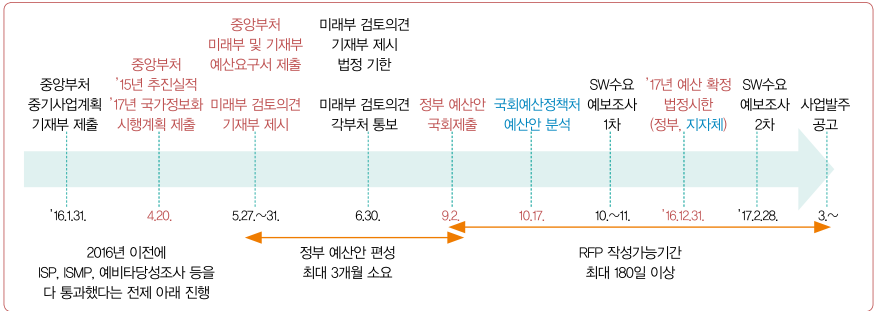 중앙부처
중기사업계획
기재부 제출
중앙부처
’15년 추진실적
’17년 국가정보화
시행계획 제출
중앙부처
미래부 및 기재부
예산요구서 제출
미래부 검토의견
기재부 제시
미래부 검토의견
기재부 제시
법정 기한
미래부 검토의견
각부처 통보
정부 예산안
국회제출
국회예산정책처
예산안 분석
SW수요
예보조사
1차
’17년 예산 확정
법정시한
(정부, 지자체)
SW수요
예보조사
2차
사업발주
공고
’16.1.31.
4.20.
5.27.~31.
6.30.
9.2.
10.17.
10.~11.
’16.12.31.
’17.2.28.
3.~
2016년 이전에
ISP, ISMP, 예비타당성조사 등을
다 통과했다는 전제 아래 진행
정부 예산안 편성
최대 3개월 소요
RFP 작성가능기간
최대 180일 이상